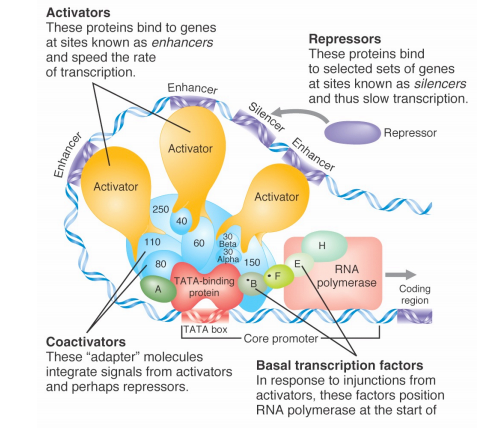 Activators
These proteins bind to genes
at sites known as enhancers
and speed the rate
of transcription.
Repressors
These proteins bind
to selected sets of genes
at sites known as silencers
and thus slow transcription.
Enhancer
Silencer
Enhancer
Enhancer
Repressor
Activator
Activator
Activator
250
40
110
60
30
Beta
30
Alpha
150
80
H
E
RNA
polymerase
• F
•B
A
TATA-binding
protein
Coding
region
TATA box
Core promoter
Coactivators
These “adapter” molecules
integrate signals from activators
and perhaps repressors.
Basal transcription factors
In response to injunctions from
activators, these factors position
RNA polymerase at the start of